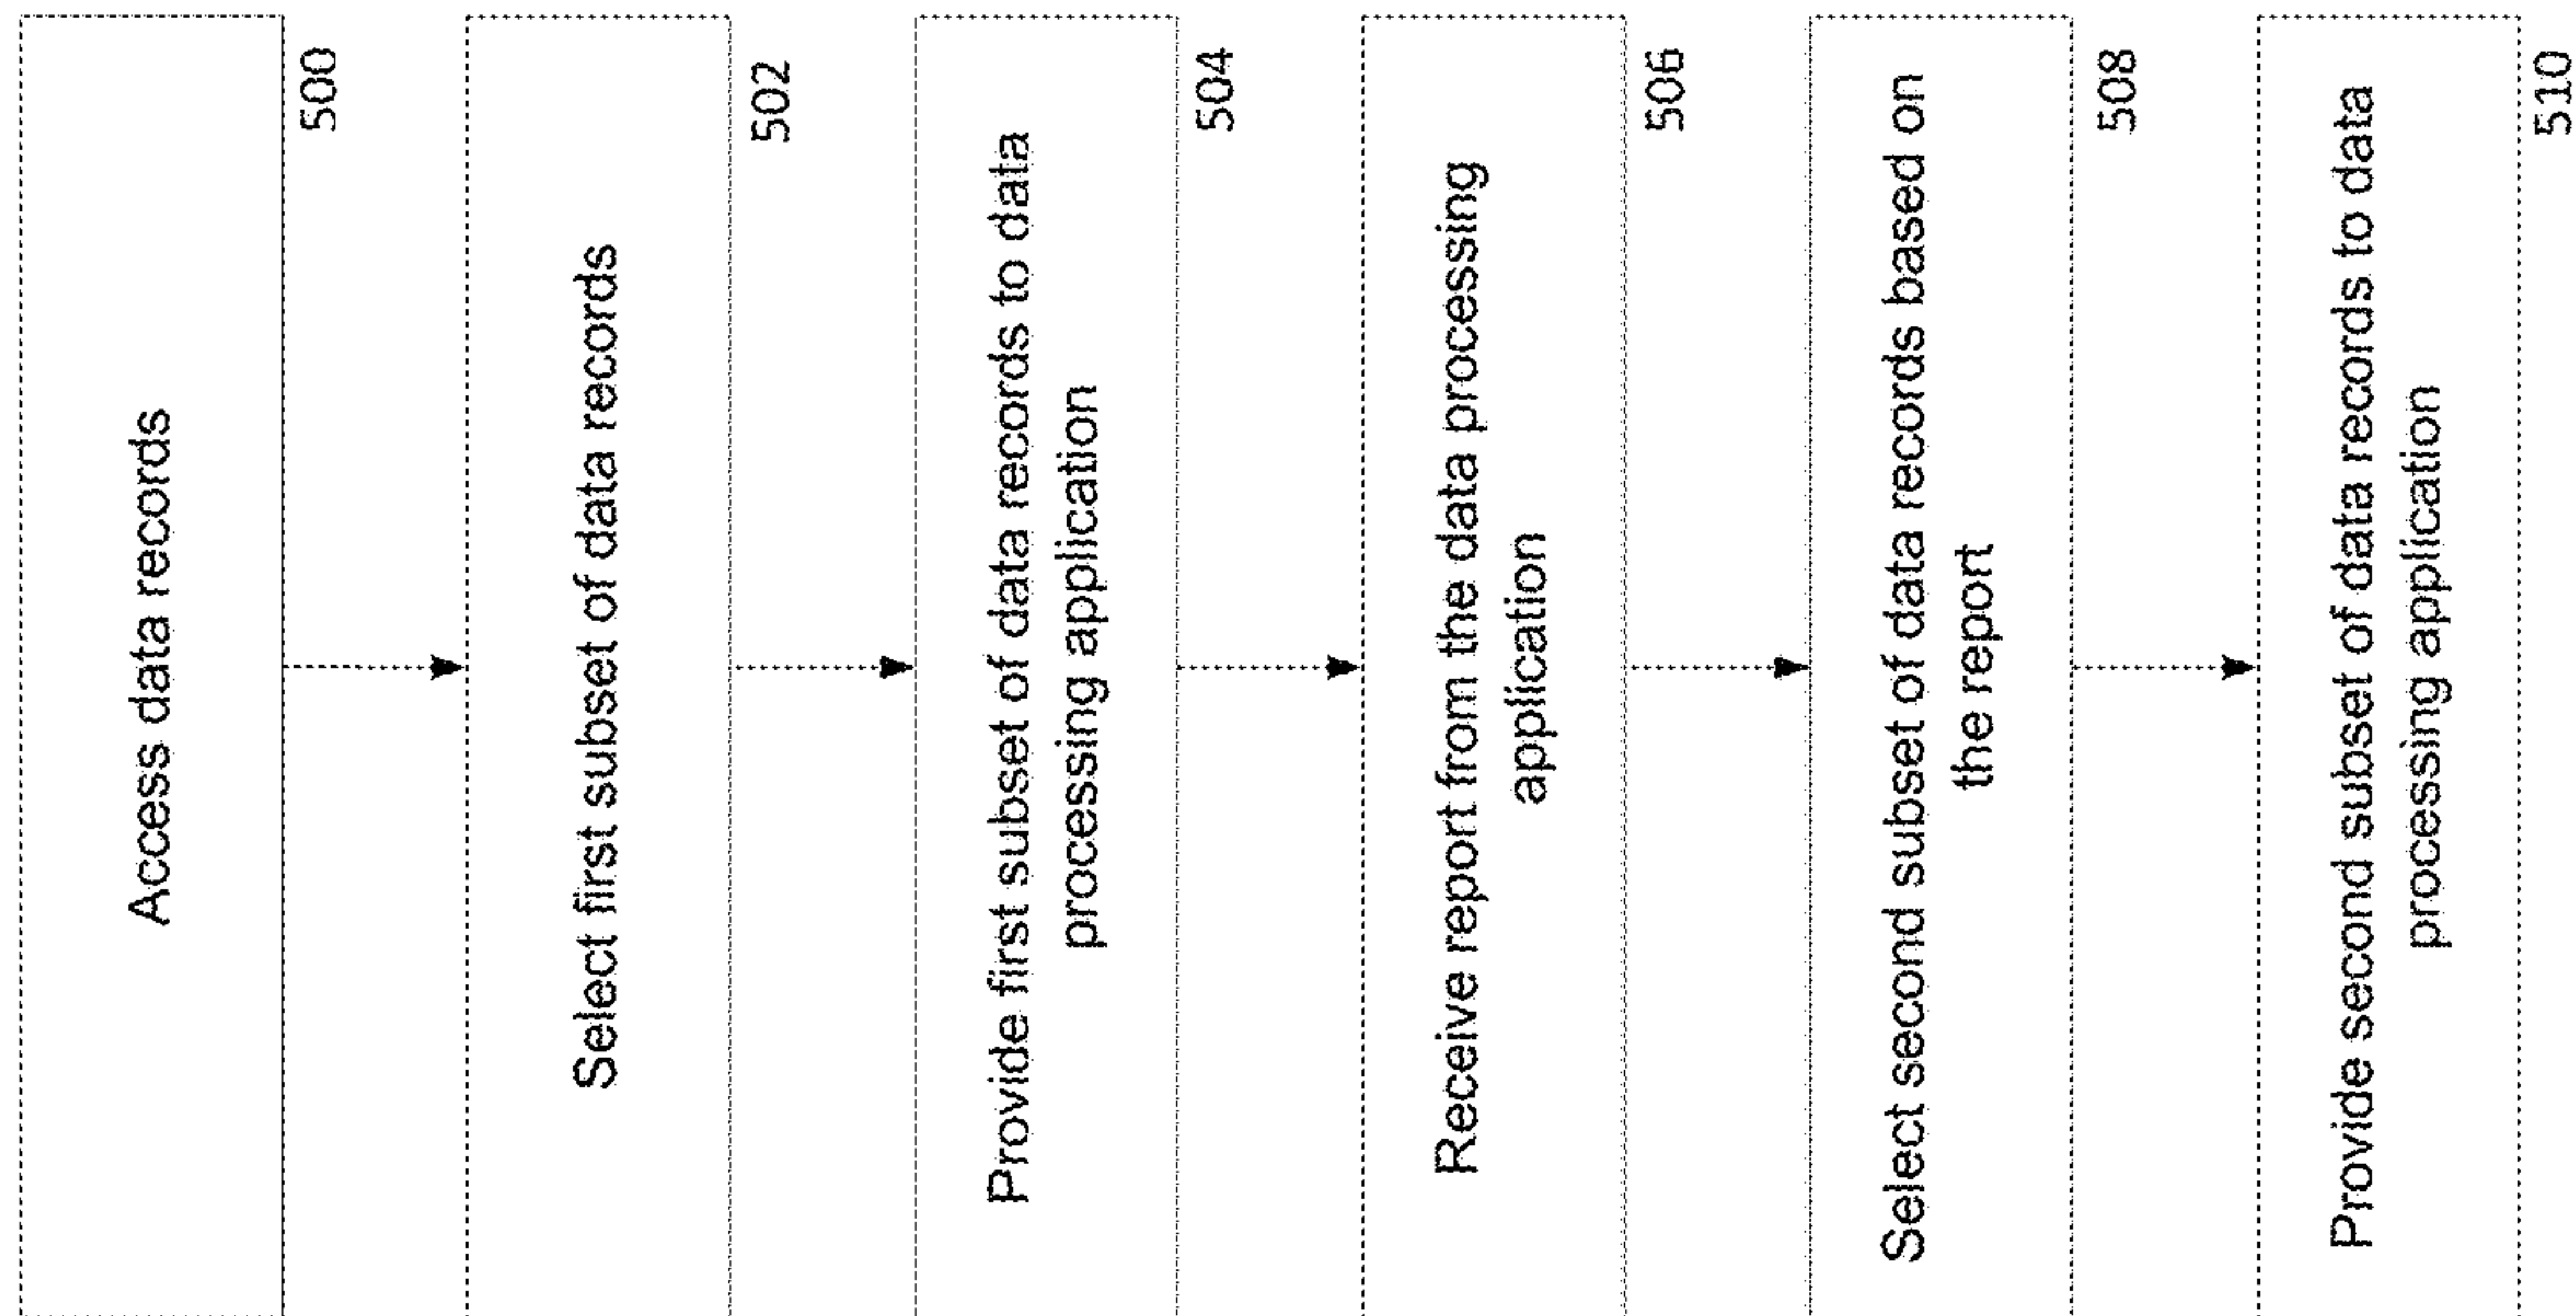 Access data records
500
Select first subset of data records
502
Provide first subset of data records to data
processing application
504
Receive report from the data processing
application
506
Select second subset of data records based on
the report
508
Provide second subset of data records to data
processing application
510